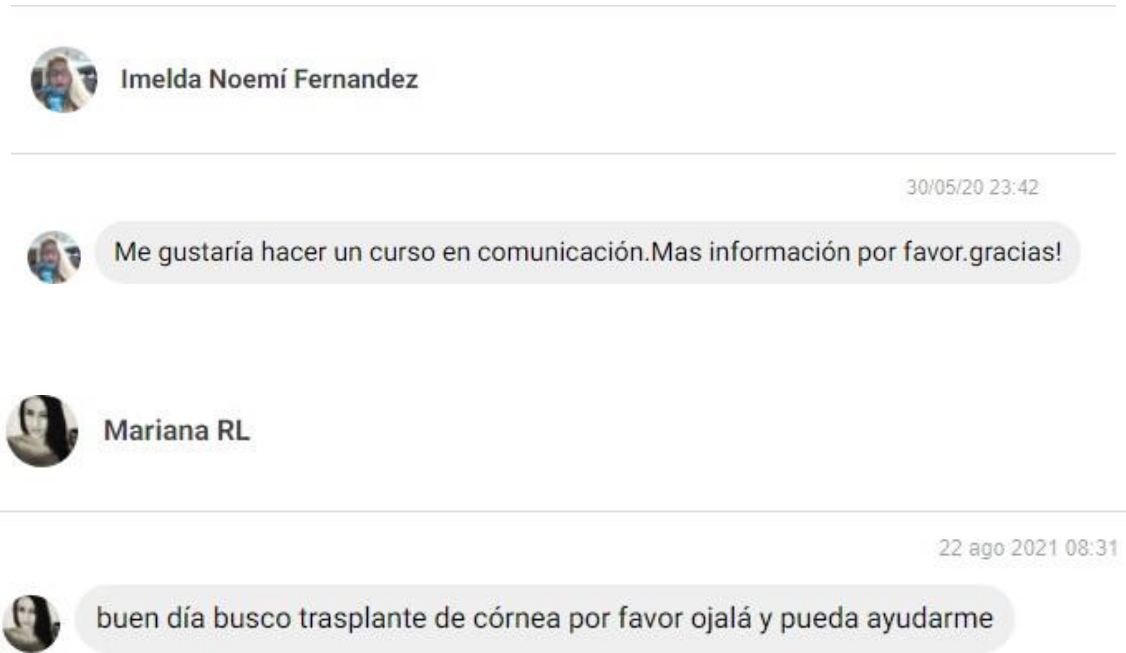 Imelda Noemí Fernandez
30/05/20 23:42
Me gustaría hacer un curso en comunicación.Mas información por favor.gracias!
Mariana RL
22 ago 2021 08:31
buen día busco trasplante de córnea por favor ojalá y pueda ayudarme